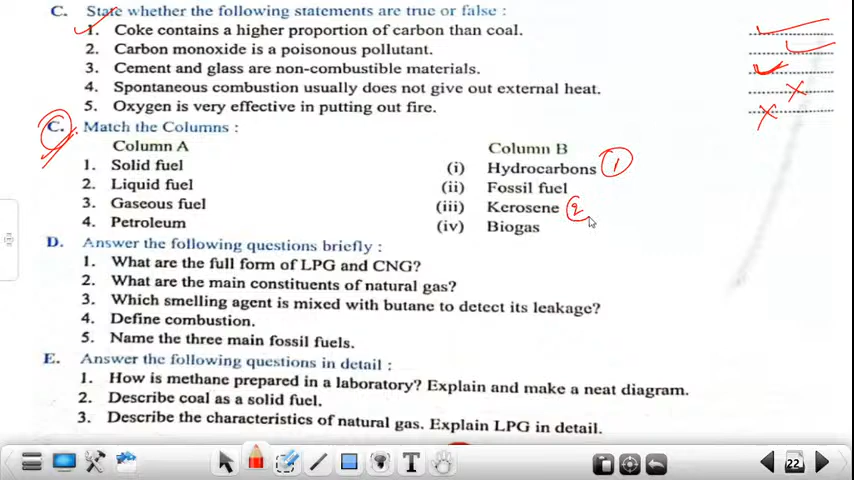 C. State whether the following statements are true or false :
1. Coke contains a higher proportion of carbon than coal.
2. Carbon monoxide is a poisonous pollutant.
3. Cement and glass are non-combustible materials.
4. Spontaneous combustion usually does not give out external heat.
5. Oxygen is very effective in putting out fire.
C. Match the Columns :
Column A Column B
1. Solid fuel (i) Hydrocarbons 1
2. Liquid fuel (ii) Fossil fuel
3. Gaseous fuel (iii) Kerosene 2
4. Petroleum (iv) Biogas
D. Answer the following questions briefly :
1. What are the full form of LPG and CNG?
2. What are the main constituents of natural gas?
3. Which smelling agent is mixed with butane to detect its leakage?
4. Define combustion.
5. Name the three main fossil fuels.
E. Answer the following questions in detail :
1. How is methane prepared in a laboratory? Explain and make a neat diagram.
2. Describe coal as a solid fuel.
3. Describe the characteristics of natural gas. Explain LPG in detail.
T 22